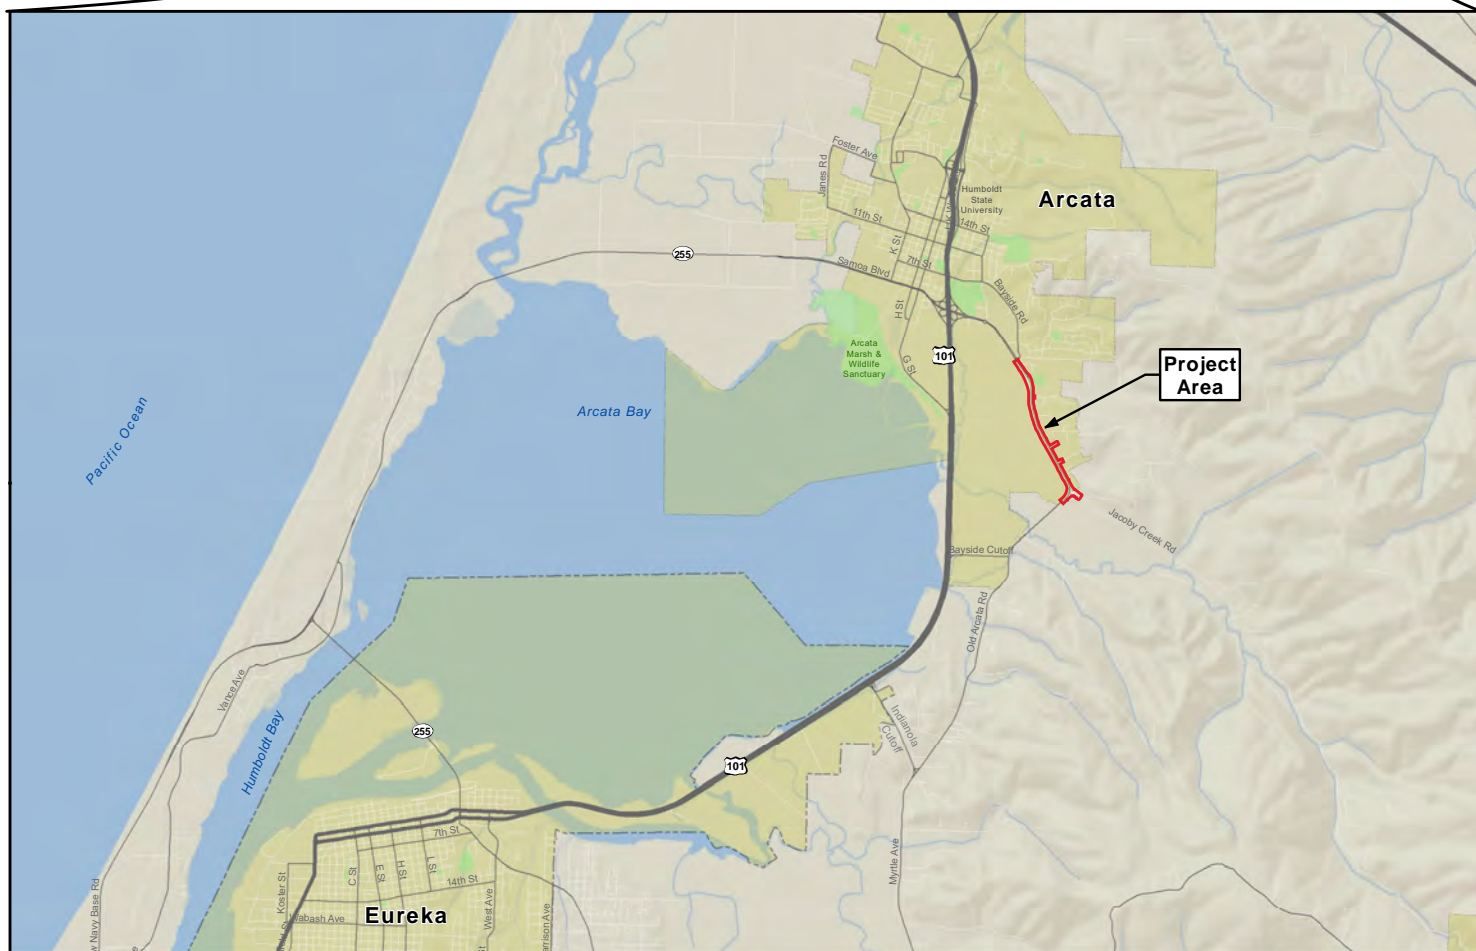 Foster Ave
Janes Rd
Humboldt
State
University
Arcata
11th St
14th St
K St
7th St
255
Samoa Blvd
Bayside Rd
H St
Arcata
Marsh &
Wildlife
Sanctuary
G St
101
Project
Area
Arcata Bay
Pacific Ocean
Jacoby Creek Rd
Bayside Cutoff
Old Arcata Rd
Vance Ave
Humboldt Bay
255
Indianola
Cutoff
101
7th St
C St
E St
H St
L St
14th St
Koster St
Wabash Ave
West Ave
Eureka
Myrtle Ave
Navy Base Rd